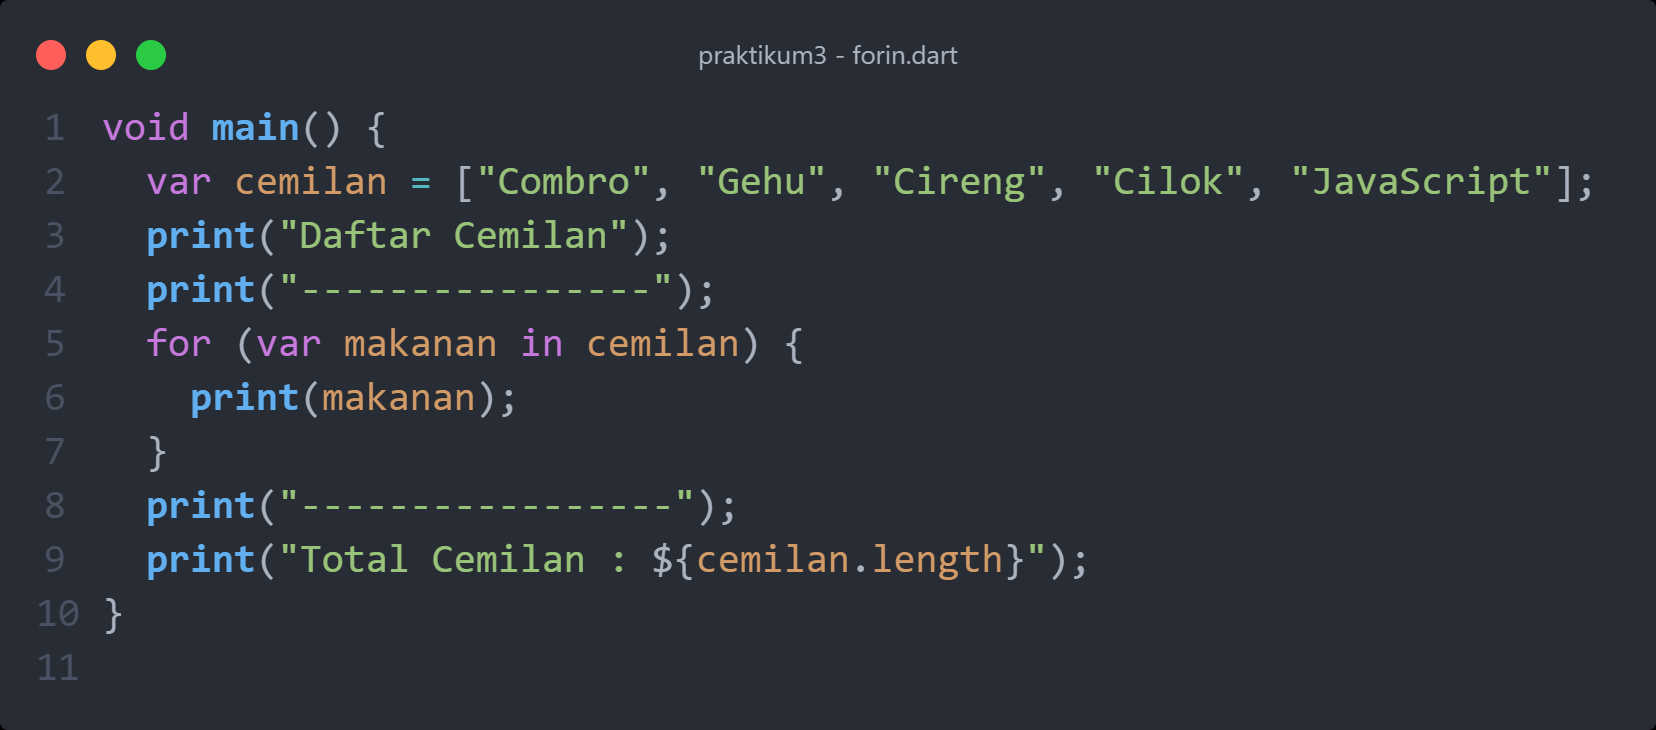 praktikum3 - forin.dart
1 void main() {
2   var cemilan = ["Combro", "Gehu", "Cireng", "Cilok", "JavaScript"];
3   print("Daftar Cemilan");
4   print("----------------");
5   for (var makanan in cemilan) {
6     print(makanan);
7   }
8   print("-----------------");
9   print("Total Cemilan : ${cemilan.length}");
10 }
11